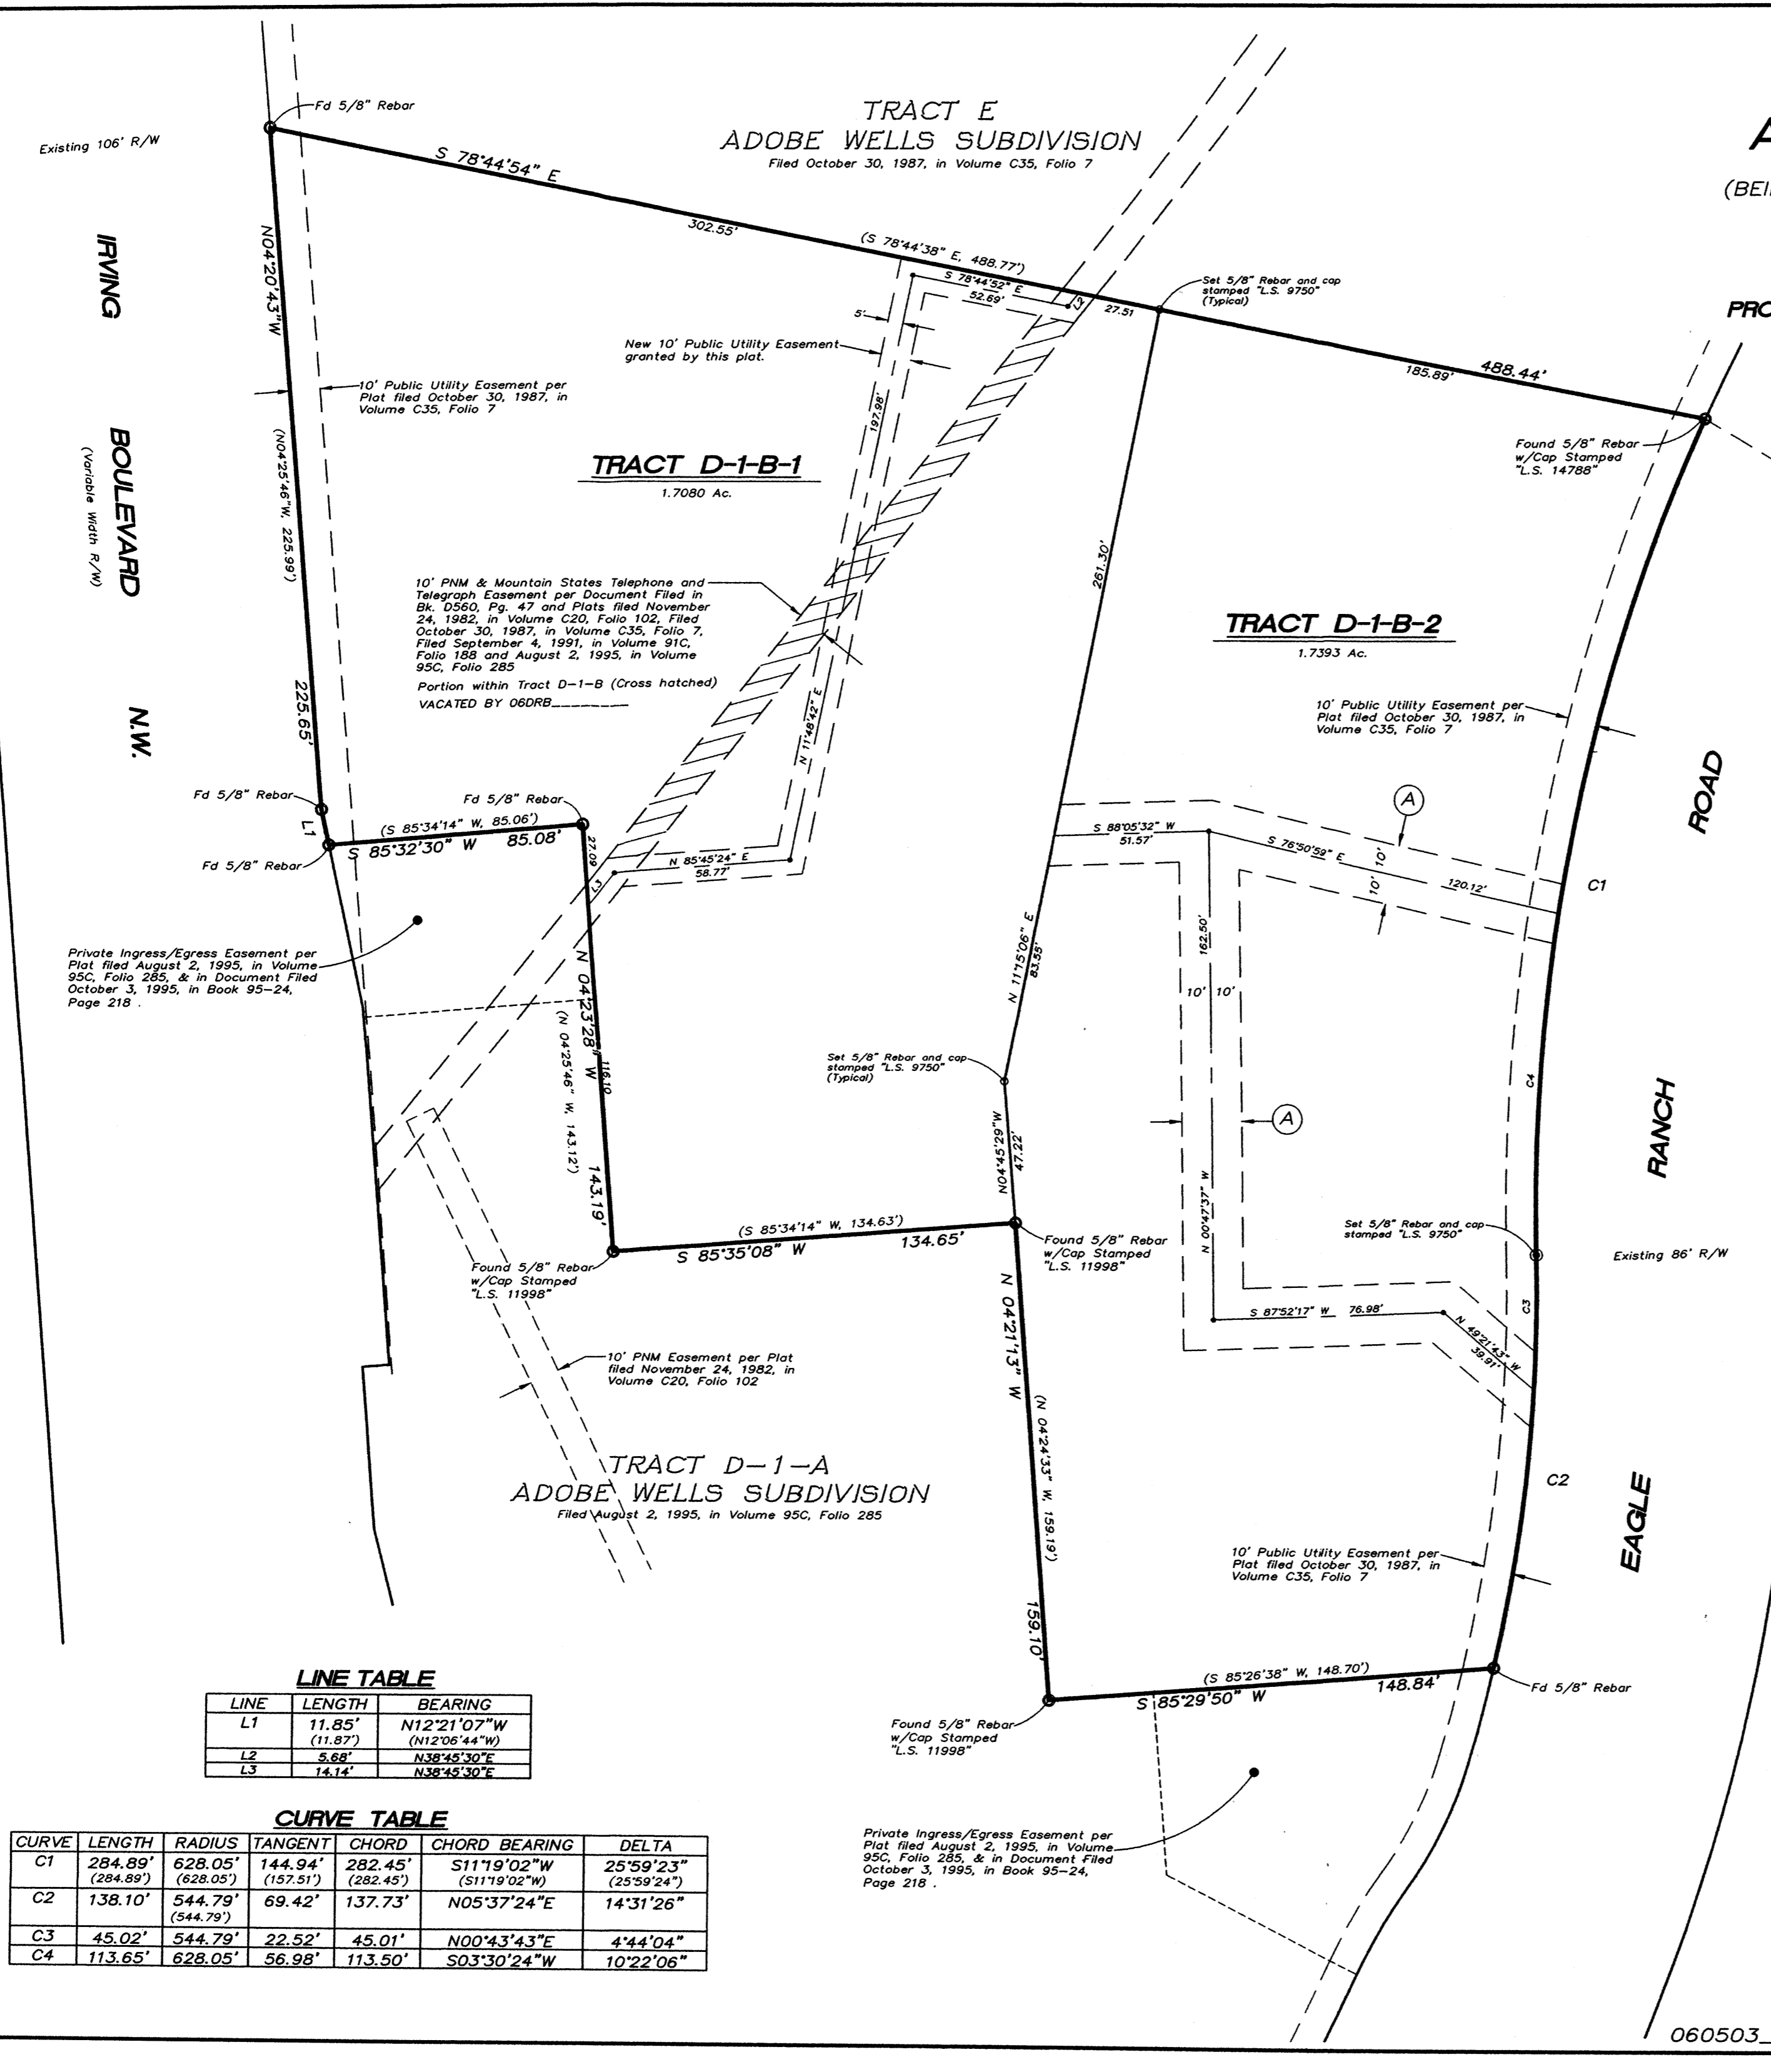 Fd 5/8" Rebar
Existing 106' R/W
TRACT E
ADOBE WELLS SUBDIVISION
Filed October 30, 1987, in Volume C35, Folio 7
S 78°44'54" E
302.55'
(S 78°44'38" E, 488.77')
S 78°44'52" E
52.69'
L2
27.51
Set 5/8" Rebar and cap
stamped "L.S. 9750"
(Typical)
(BEI
PRO
185.89'
488.44'
Found 5/8" Rebar
w/Cap Stamped
"L.S. 14788"
IRVING
BOULEVARD
N.W.
(Variable Width R/W)
N04°20'43"W
(N04°25'46"W, 225.99')
225.65'
5'
New 10' Public Utility Easement
granted by this plat.
10' Public Utility Easement per
Plat filed October 30, 1987, in
Volume C35, Folio 7
197.98'
TRACT D-1-B-1
1.7080 Ac.
10' PNM & Mountain States Telephone and
Telegraph Easement per Document Filed in
Bk. D560, Pg. 47 and Plats filed November
24, 1982, in Volume C20, Folio 102, Filed
October 30, 1987, in Volume C35, Folio 7,
Filed September 4, 1991, in Volume 91C,
Folio 188 and August 2, 1995, in Volume
95C, Folio 285
Portion within Tract D-1-B (Cross hatched)
VACATED BY 06DRB________
N 11°48'42" E
261.30'
TRACT D-1-B-2
1.7393 Ac.
10' Public Utility Easement per
Plat filed October 30, 1987, in
Volume C35, Folio 7
ROAD
RANCH
EAGLE
Fd 5/8" Rebar
Fd 5/8" Rebar
L1
(S 85°34'14" W, 85.06')
S 85°32'30" W
85.08'
Fd 5/8" Rebar
27.09
L3
N 85°45'24" E
58.77'
A
S 88°05'32" W
51.57'
S 76°50'59" E
120.12'
10'
10'
C1
Private Ingress/Egress Easement per
Plat filed August 2, 1995, in Volume
95C, Folio 285, & in Document Filed
October 3, 1995, in Book 95-24,
Page 218 .
N 04°23'28" W
116.10
(N 04°25'46" W, 143.12')
143.19'
N 11°15'06" E
83.55'
162.50'
10'
10'
Set 5/8" Rebar and cap
stamped "L.S. 9750"
(Typical)
C4
A
N04°45'29"W
47.22'
N 00°47'37" W
(S 85°34'14" W, 134.63')
S 85°35'08" W
134.65'
Found 5/8" Rebar
w/Cap Stamped
"L.S. 11998"
Found 5/8" Rebar
w/Cap Stamped
"L.S. 11998"
Set 5/8" Rebar and cap
stamped "L.S. 9750"
Existing 86' R/W
C3
S 87°52'17" W
76.98'
N 49°21'43" W
39.91'
N 04°21'13" W
(N 04°24'33" W, 159.19')
159.10'
10' PNM Easement per Plat
filed November 24, 1982, in
Volume C20, Folio 102
TRACT D-1-A
ADOBE WELLS SUBDIVISION
Filed August 2, 1995, in Volume 95C, Folio 285
C2
10' Public Utility Easement per
Plat filed October 30, 1987, in
Volume C35, Folio 7
(S 85°26'38" W, 148.70')
S 85°29'50" W
148.84'
Fd 5/8" Rebar
Found 5/8" Rebar
w/Cap Stamped
"L.S. 11998"
LINE TABLE
LINE LENGTH BEARING
L1 11.85' N12°21'07"W
(11.87') (N12°06'44"W)
L2 5.68' N38°45'30"E
L3 14.14' N38°45'30"E
CURVE TABLE
CURVE LENGTH RADIUS TANGENT CHORD CHORD BEARING DELTA
C1 284.89' 628.05' 144.94' 282.45' S11°19'02"W 25°59'23"
(284.89') (628.05') (157.51') (282.45') (S11°19'02"W) (25°59'24")
C2 138.10' 544.79' 69.42' 137.73' N05°37'24"E 14°31'26"
(544.79')
C3 45.02' 544.79' 22.52' 45.01' N00°43'43"E 4°44'04"
C4 113.65' 628.05' 56.98' 113.50' S03°30'24"W 10°22'06"
Private Ingress/Egress Easement per
Plat filed August 2, 1995, in Volume
95C, Folio 285, & in Document Filed
October 3, 1995, in Book 95-24,
Page 218 .
060503_